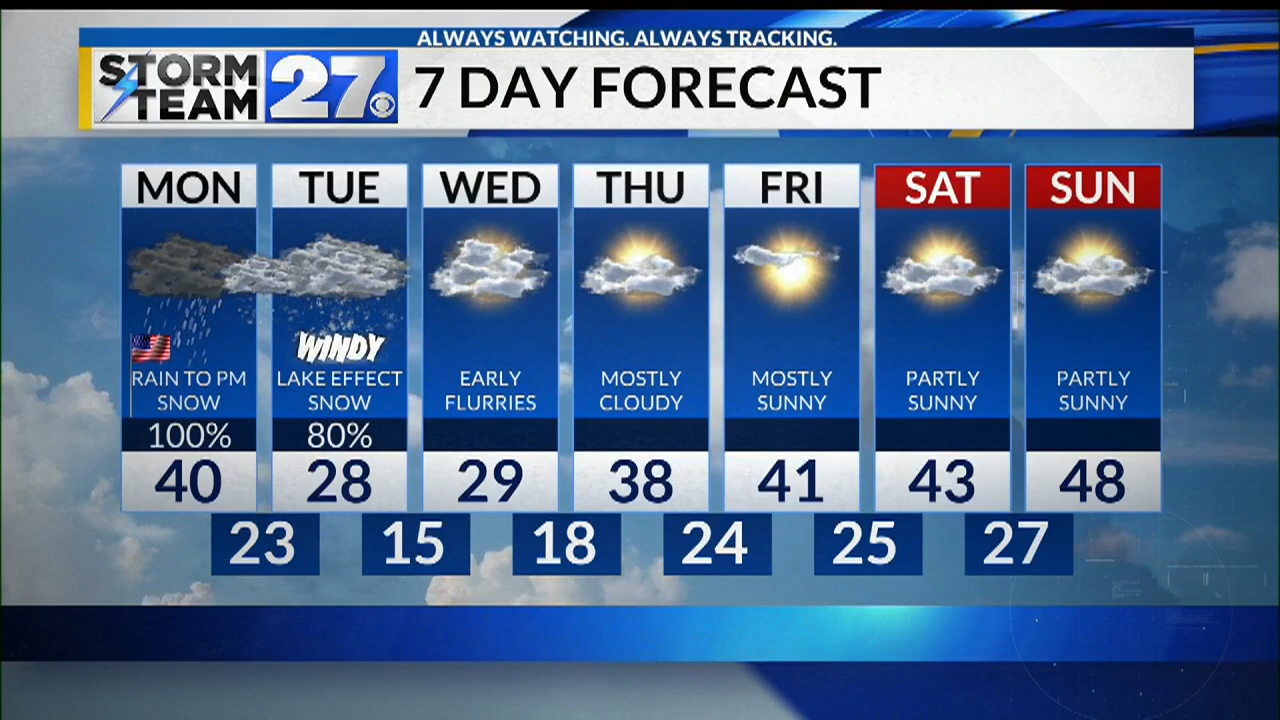 ALWAYS WATCHING. ALWAYS TRACKING.
STORM
TEAM
27
7 DAY FORECAST
MON TUE WED THU FRI SAT SUN
WINDY
RAIN TO PM LAKE EFFECT EARLY MOSTLY MOSTLY PARTLY PARTLY
SNOW SNOW FLURRIES CLOUDY SUNNY SUNNY SUNNY
100% 80%
40 28 29 38 41 43 48
23 15 18 24 25 27